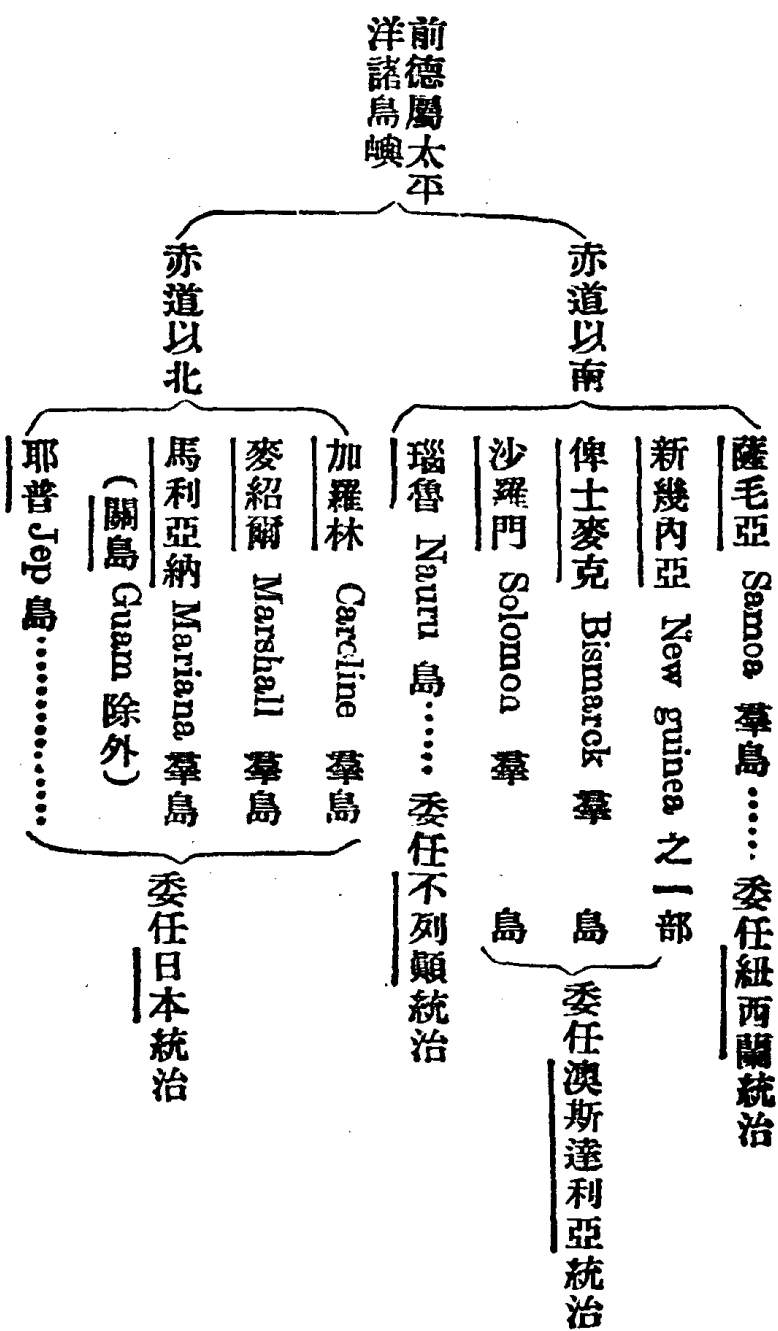 前德屬太平
洋諸島嶼
赤道以南
薩毛亞 Samoa 羣島…… 委任紐西蘭統治
新幾內亞 New guinea 之一部
俾士麥克 Bismarck 羣島
沙羅門 Solomon 羣島
委任澳斯達利亞統治
瑙魯 Nauru 島…… 委任不列顛統治
赤道以北
加羅林 Caroline 羣島
麥紹爾 Marshall 羣島
馬利亞納 Mariana 羣島
(關島 Guam 除外)
耶普 Jep 島…………
委任日本統治